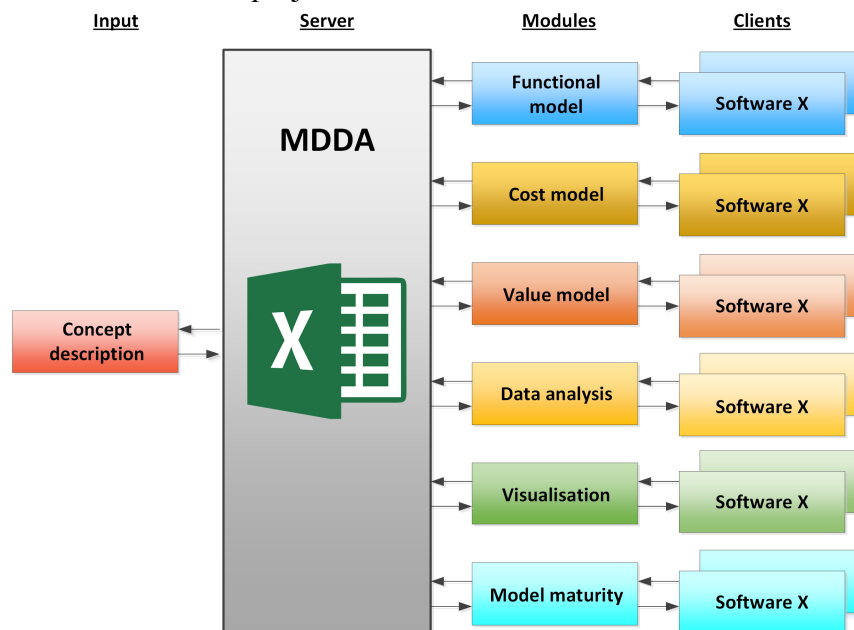 Input
Server
Modules
Clients
MDDA
X
Concept
description
Functional
model
Software X
Cost model
Software X
Value model
Software X
Data analysis
Software X
Visualisation
Software X
Model maturity
Software X